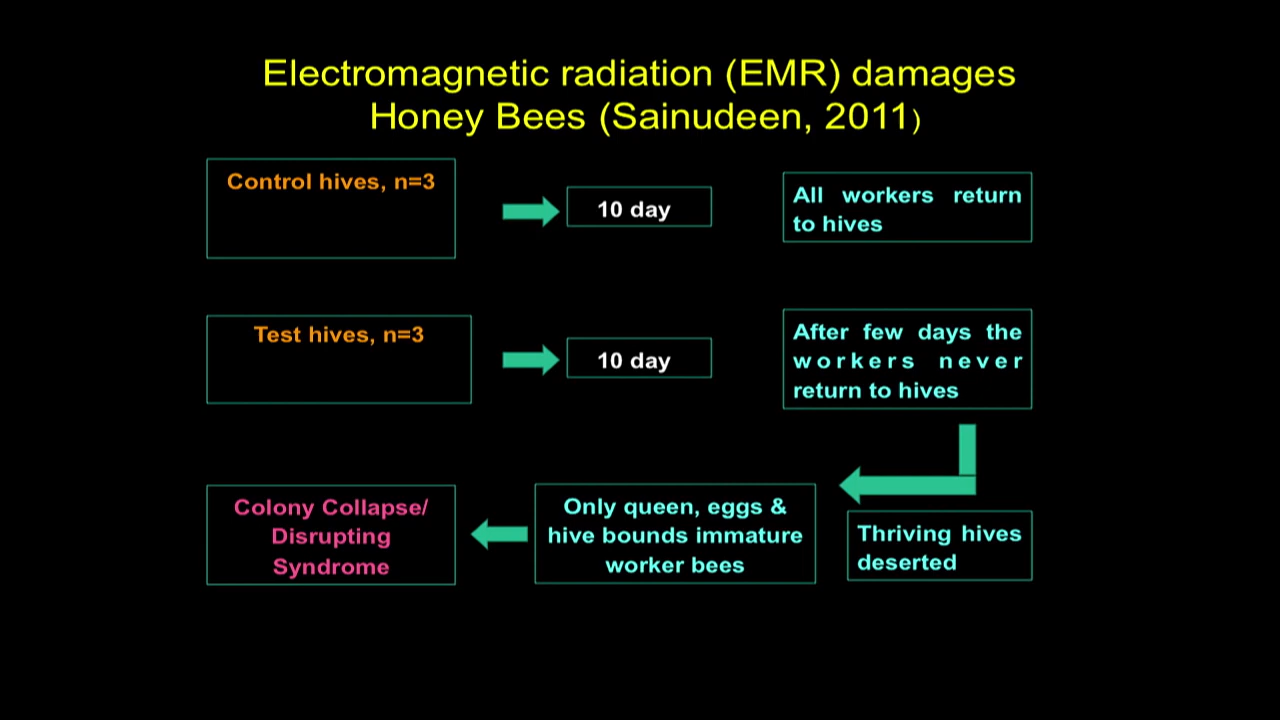 Electromagnetic radiation (EMR) damages
Honey Bees (Sainudeen, 2011)
Control hives, n=3
10 day
All workers return
to hives
Test hives, n=3
10 day
After few days the
workers never
return to hives
Thriving hives
deserted
Only queen, eggs &
hive bounds immature
worker bees
Colony Collapse/
Disrupting
Syndrome